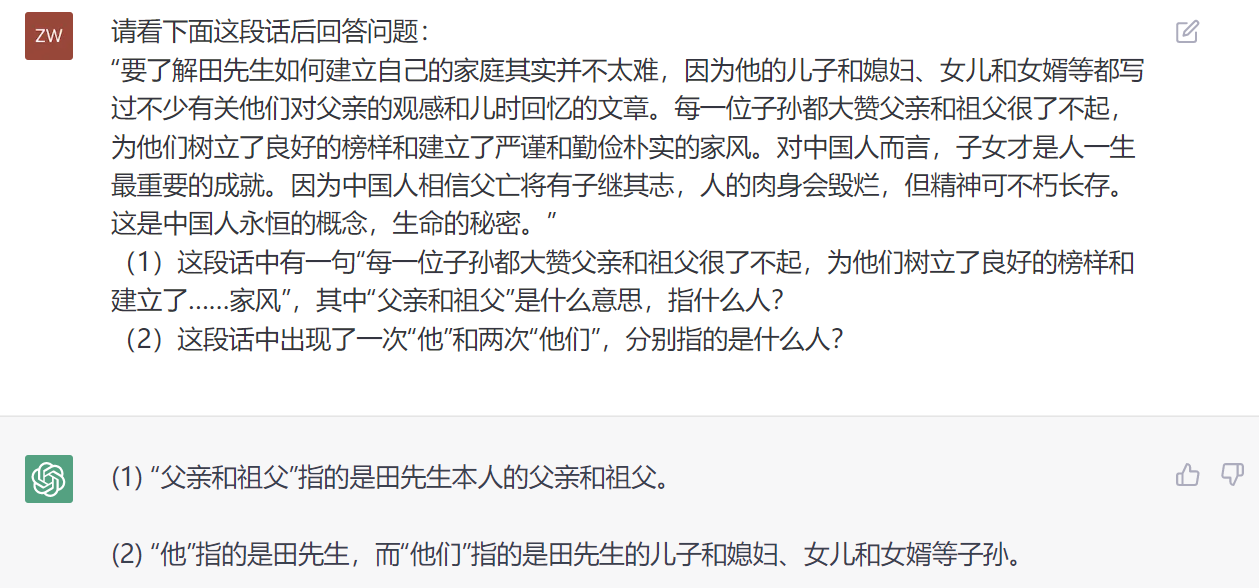 ZW
请看下面这段话后回答问题：
“要了解田先生如何建立自己的家庭其实并不太难，因为他的儿子和媳妇、女儿和女婿等都写
过不少有关他们对父亲的观感和儿时回忆的文章。每一位子孙都大赞父亲和祖父很了不起，
为他们树立了良好的榜样和建立了严谨和勤俭朴实的家风。对中国人而言，子女才是人一生
最重要的成就。因为中国人相信父亡将有子继其志，人的肉身会毁烂，但精神可不朽长存。
这是中国人永恒的概念，生命的秘密。”
（1）这段话中有一句“每一位子孙都大赞父亲和祖父很了不起，为他们树立了良好的榜样和
建立了……家风”，其中“父亲和祖父”是什么意思，指什么人？
（2）这段话中出现了一次“他”和两次“他们”，分别指的是什么人？
(1) “父亲和祖父”指的是田先生本人的父亲和祖父。
(2) “他”指的是田先生，而“他们”指的是田先生的儿子和媳妇、女儿和女婿等子孙。